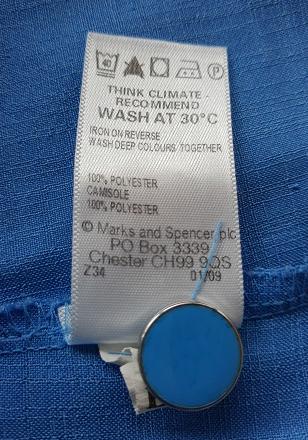 40 P
THINK CLIMATE -
RECOMMEND
WASH AT 30°C
IRON ON REVERSE
WASH DEEP COLOURS TOGETHER
100% POLYESTER
CAMISOLE
100% POLYESTER
© Marks and Spencer plc
PO Box 3339
Chester CH99 9QS
Z34 01/09